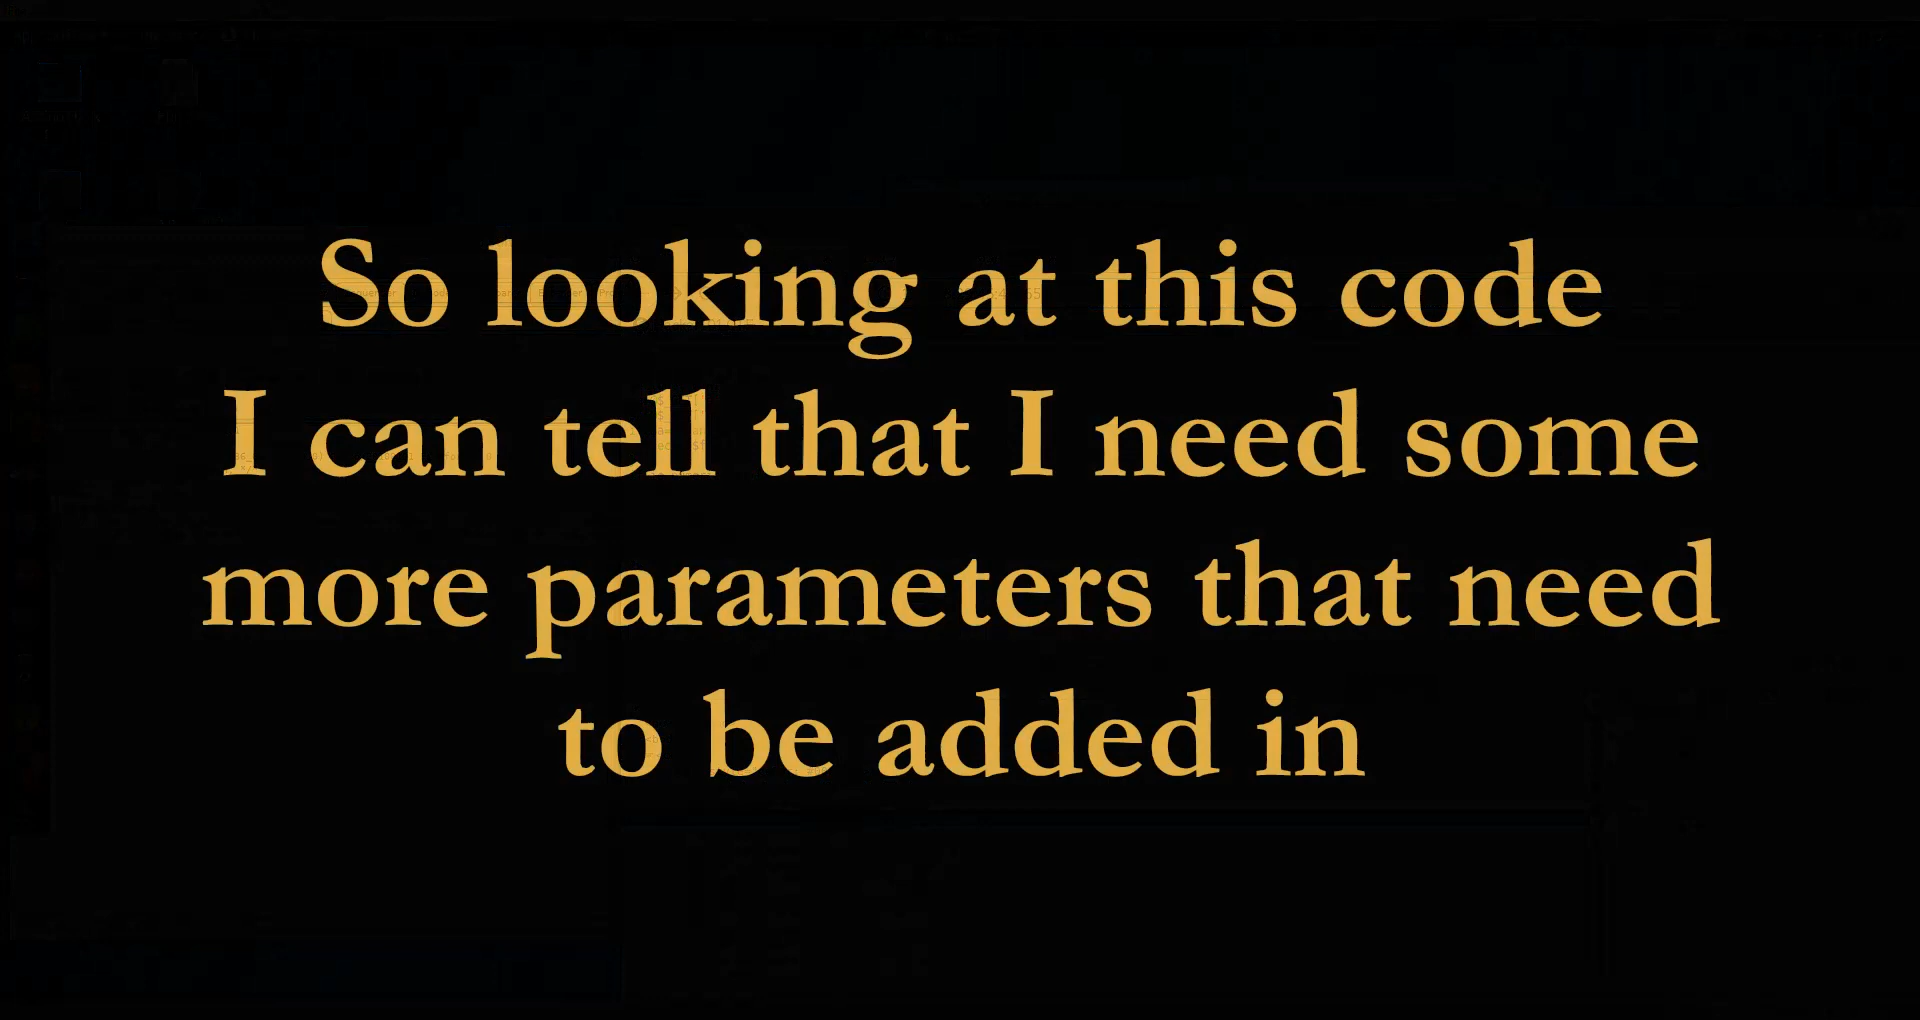 So looking at this code
I can tell that I need some
more parameters that need
to be added in